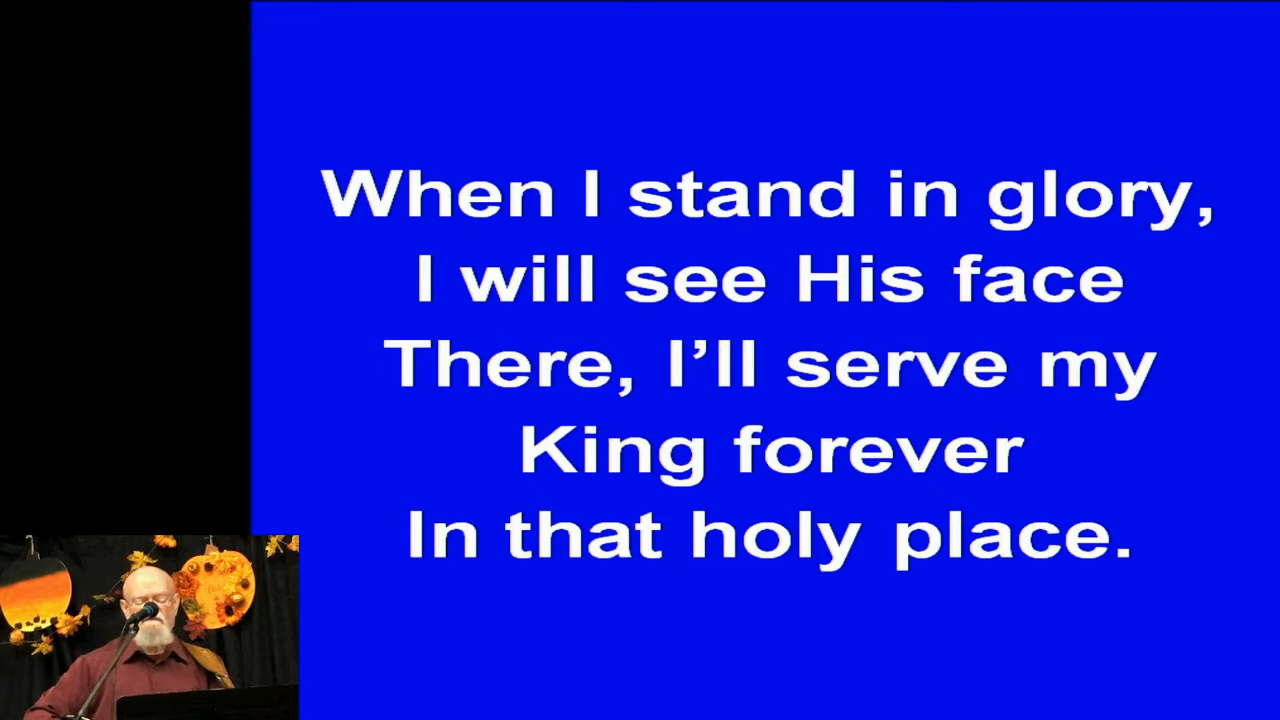 When I stand in glory,
I will see His face
There, I’ll serve my
King forever
In that holy place.